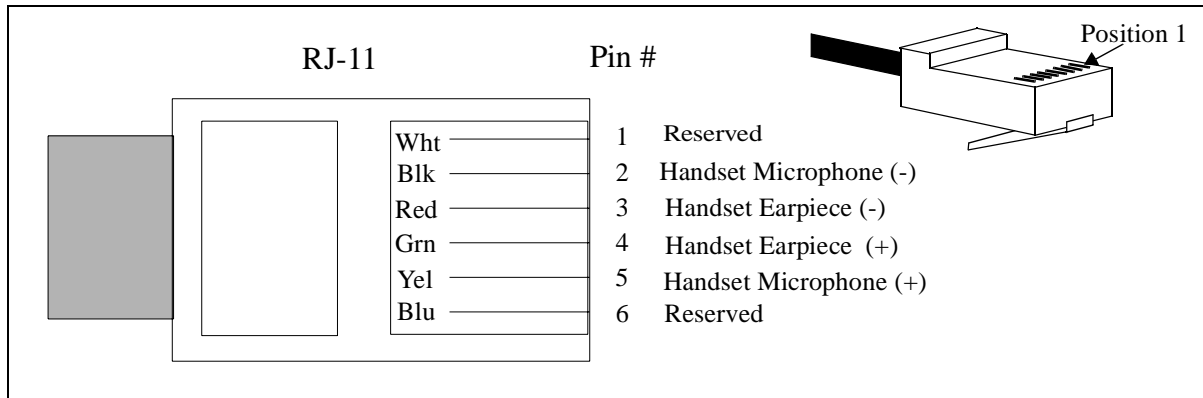 Position 1
RJ-11 Pin #
Wht 1 Reserved
Blk 2 Handset Microphone (-)
Red 3 Handset Earpiece (-)
Grn 4 Handset Earpiece (+)
Yel 5 Handset Microphone (+)
Blu 6 Reserved